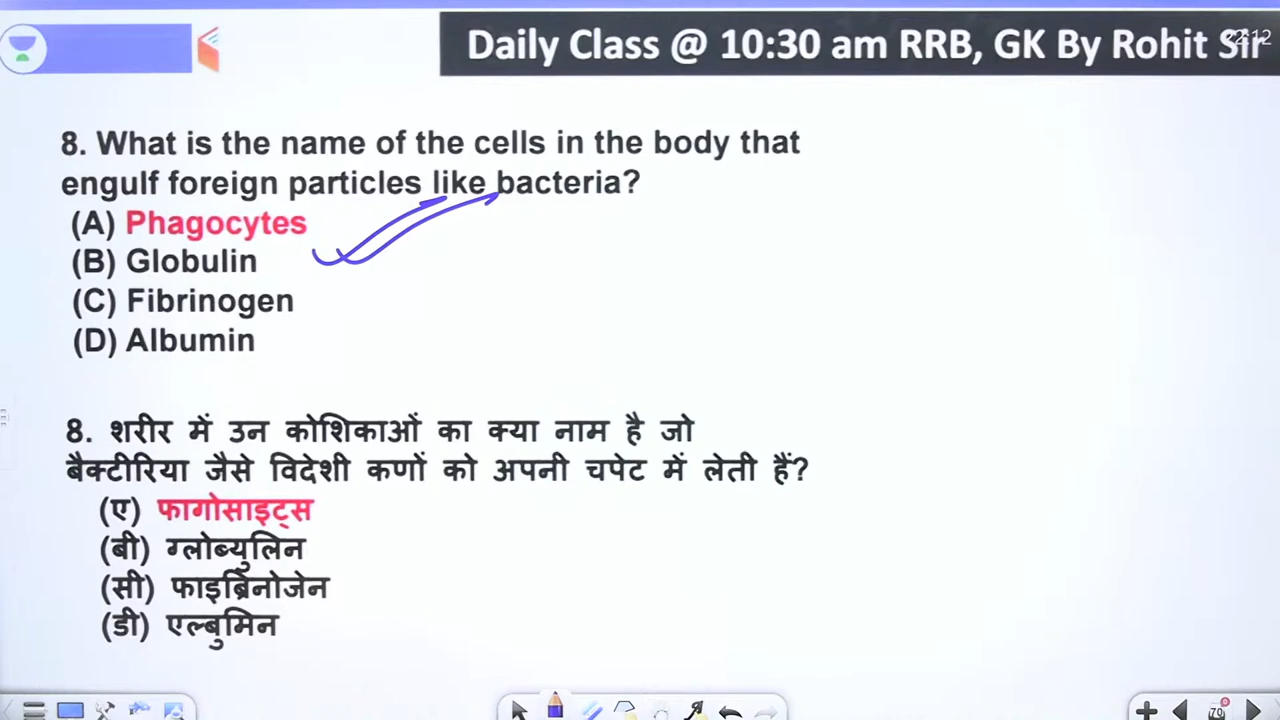 Daily Class @ 10:30 am RRB, GK By Rohit Sir
8. What is the name of the cells in the body that
engulf foreign particles like bacteria?
(A) Phagocytes
(B) Globulin
(C) Fibrinogen
(D) Albumin
8. शरीर में उन कोशिकाओं का क्या नाम है जो
बैक्टीरिया जैसे विदेशी कणों को अपनी चपेट में लेती हैं?
(ए) फागोसाइट्स
(बी) ग्लोब्युलिन
(सी) फाइब्रिनोजेन
(डी) एल्बुमिन
70